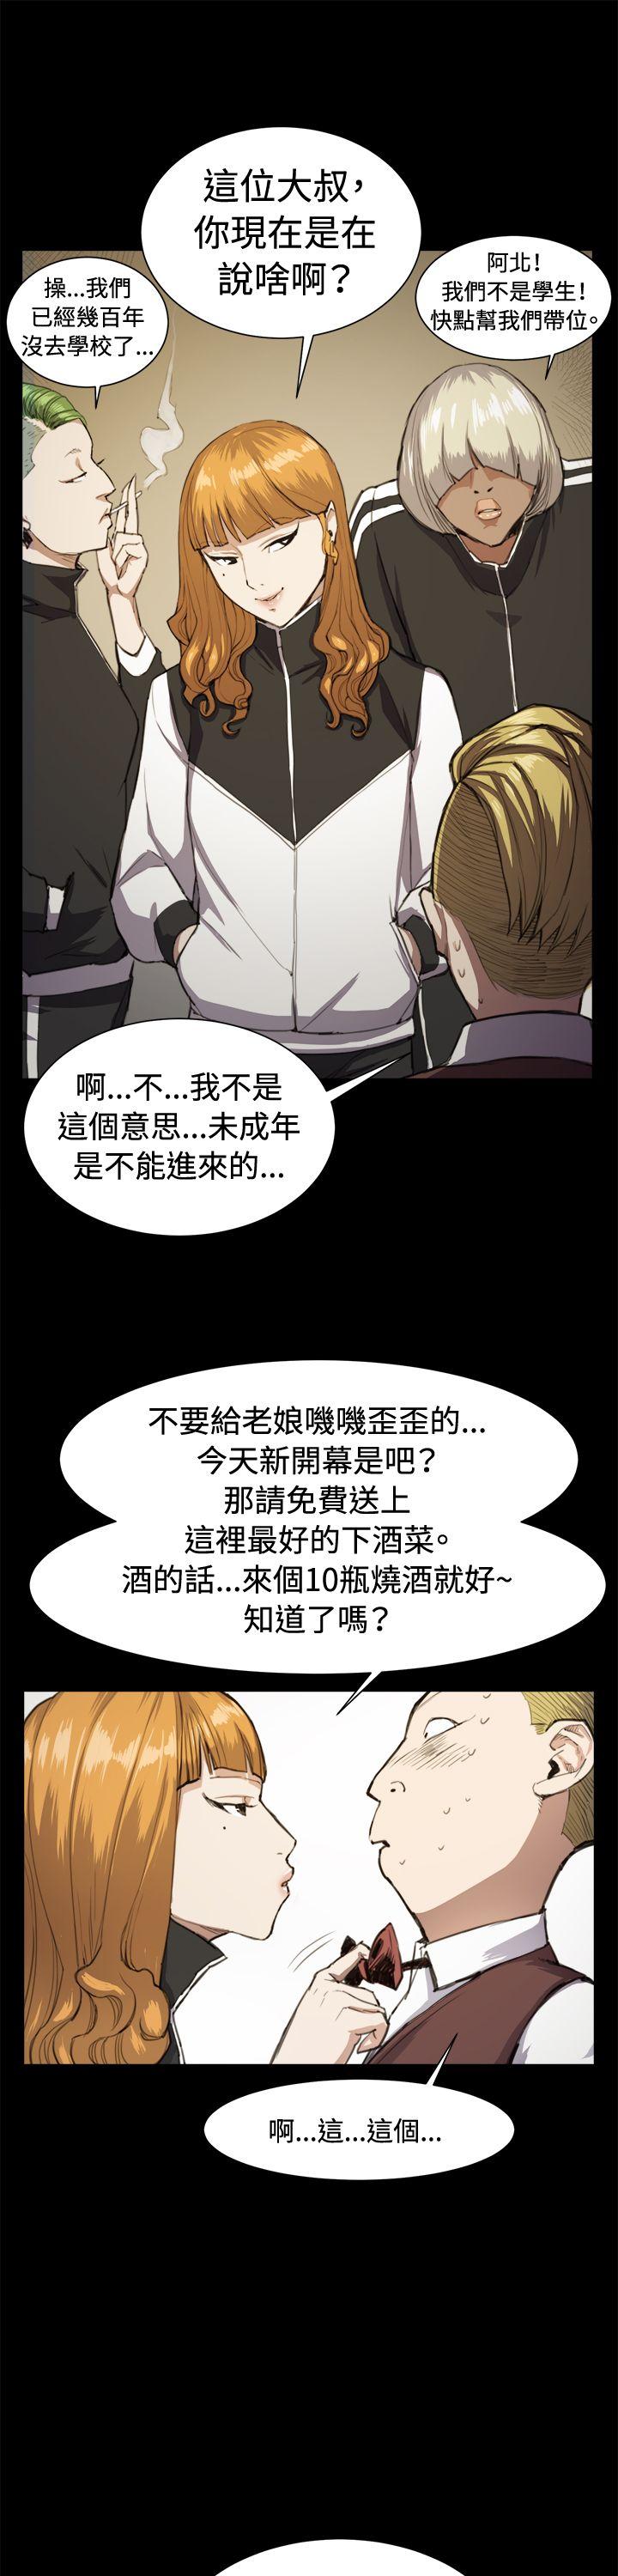 這位大叔，
你現在是在
說啥啊？
操...我們
已經幾百年
沒去學校了...
阿北！
我們不是學生！
快點幫我們帶位。
啊...不...我不是
這個意思...未成年
是不能進來的...
不要給老娘嘰嘰歪歪的...
今天新開幕是吧？
那請免費送上
這裡最好的下酒菜。
酒的話...來個10瓶燒酒就好~
知道了嗎？
啊...這...這個...